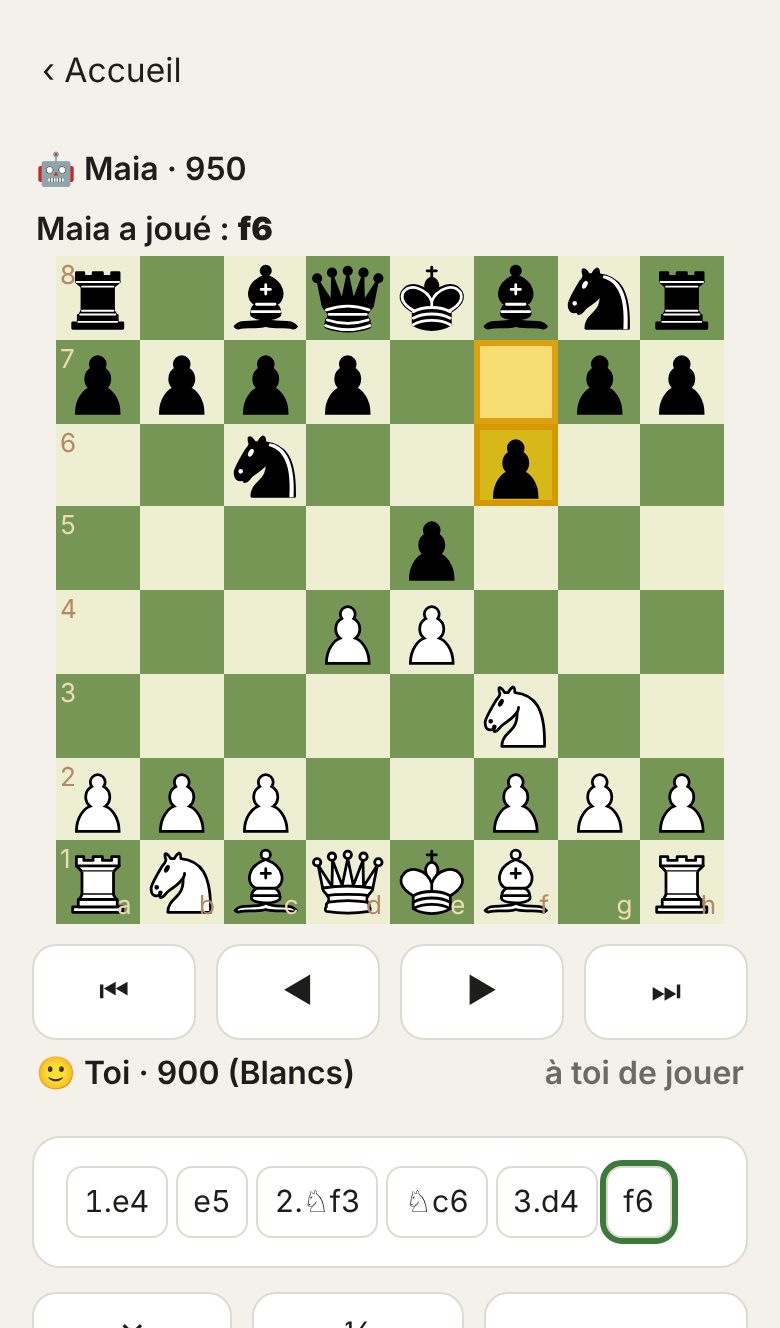 ‹ Accueil
🤖 Maia · 950
Maia a joué : f6
8
7
6
5
4
3
2
1
a b c d e f g h
⏮ ◀ ▶ ⏭
🙂 Toi · 900 (Blancs) à toi de jouer
1.e4 e5 2.♘f3 ♘c6 3.d4 f6